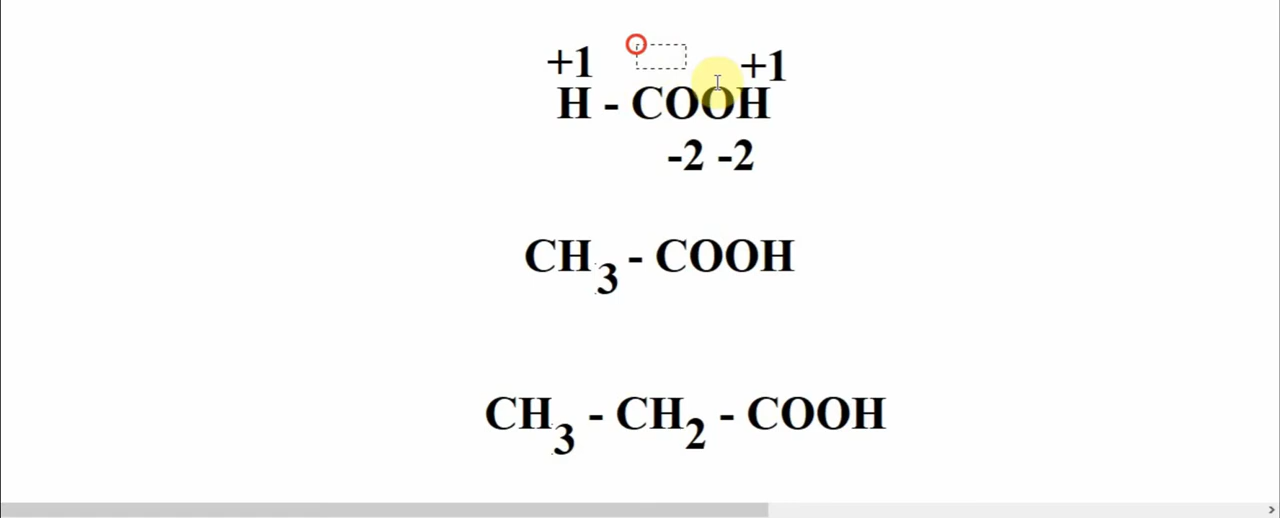 +1 +1
H - COOH
-2 -2
CH3 - COOH
CH3 - CH2 - COOH